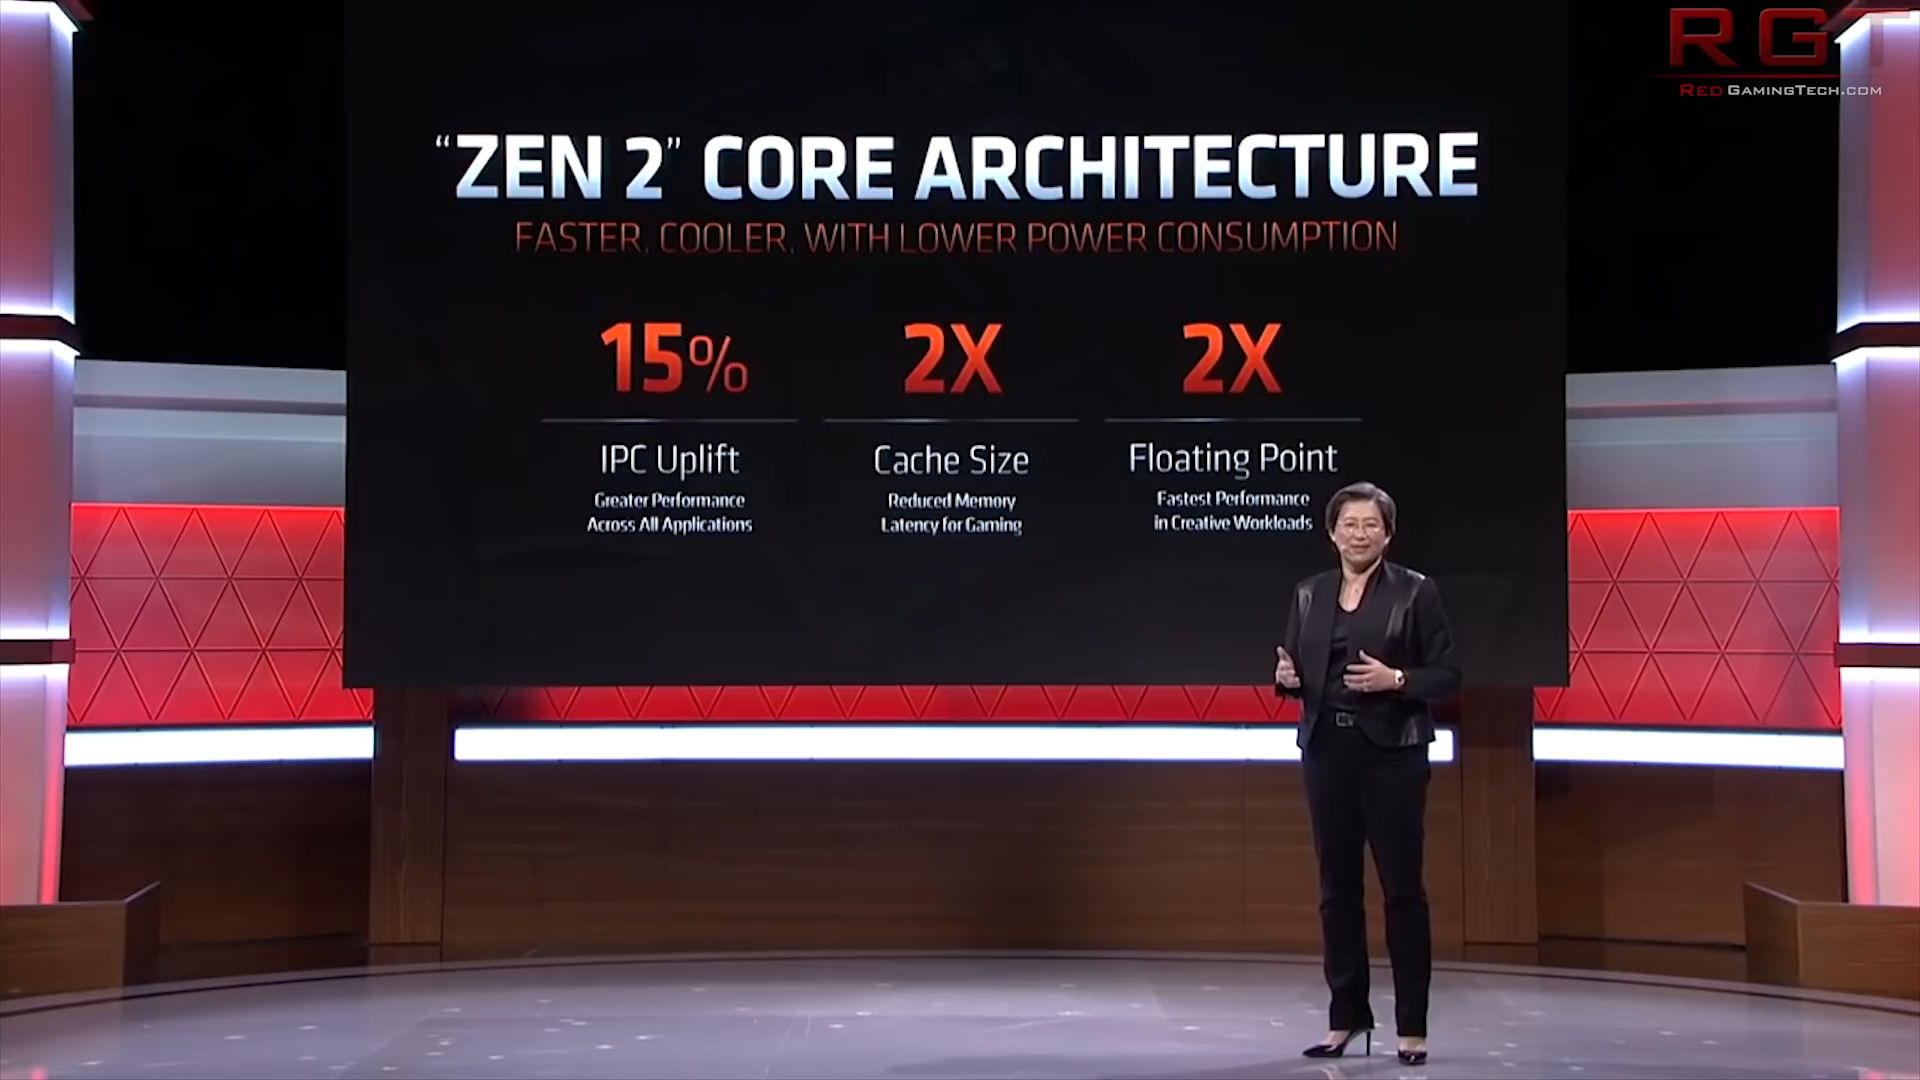 RGT
RedGamingTech.com
"ZEN 2" CORE ARCHITECTURE
FASTER, COOLER, WITH LOWER POWER CONSUMPTION
15%
IPC Uplift
Greater Performance
Across All Applications
2X
Cache Size
Reduced Memory
Latency for Gaming
2X
Floating Point
Fastest Performance
in Creative Workloads